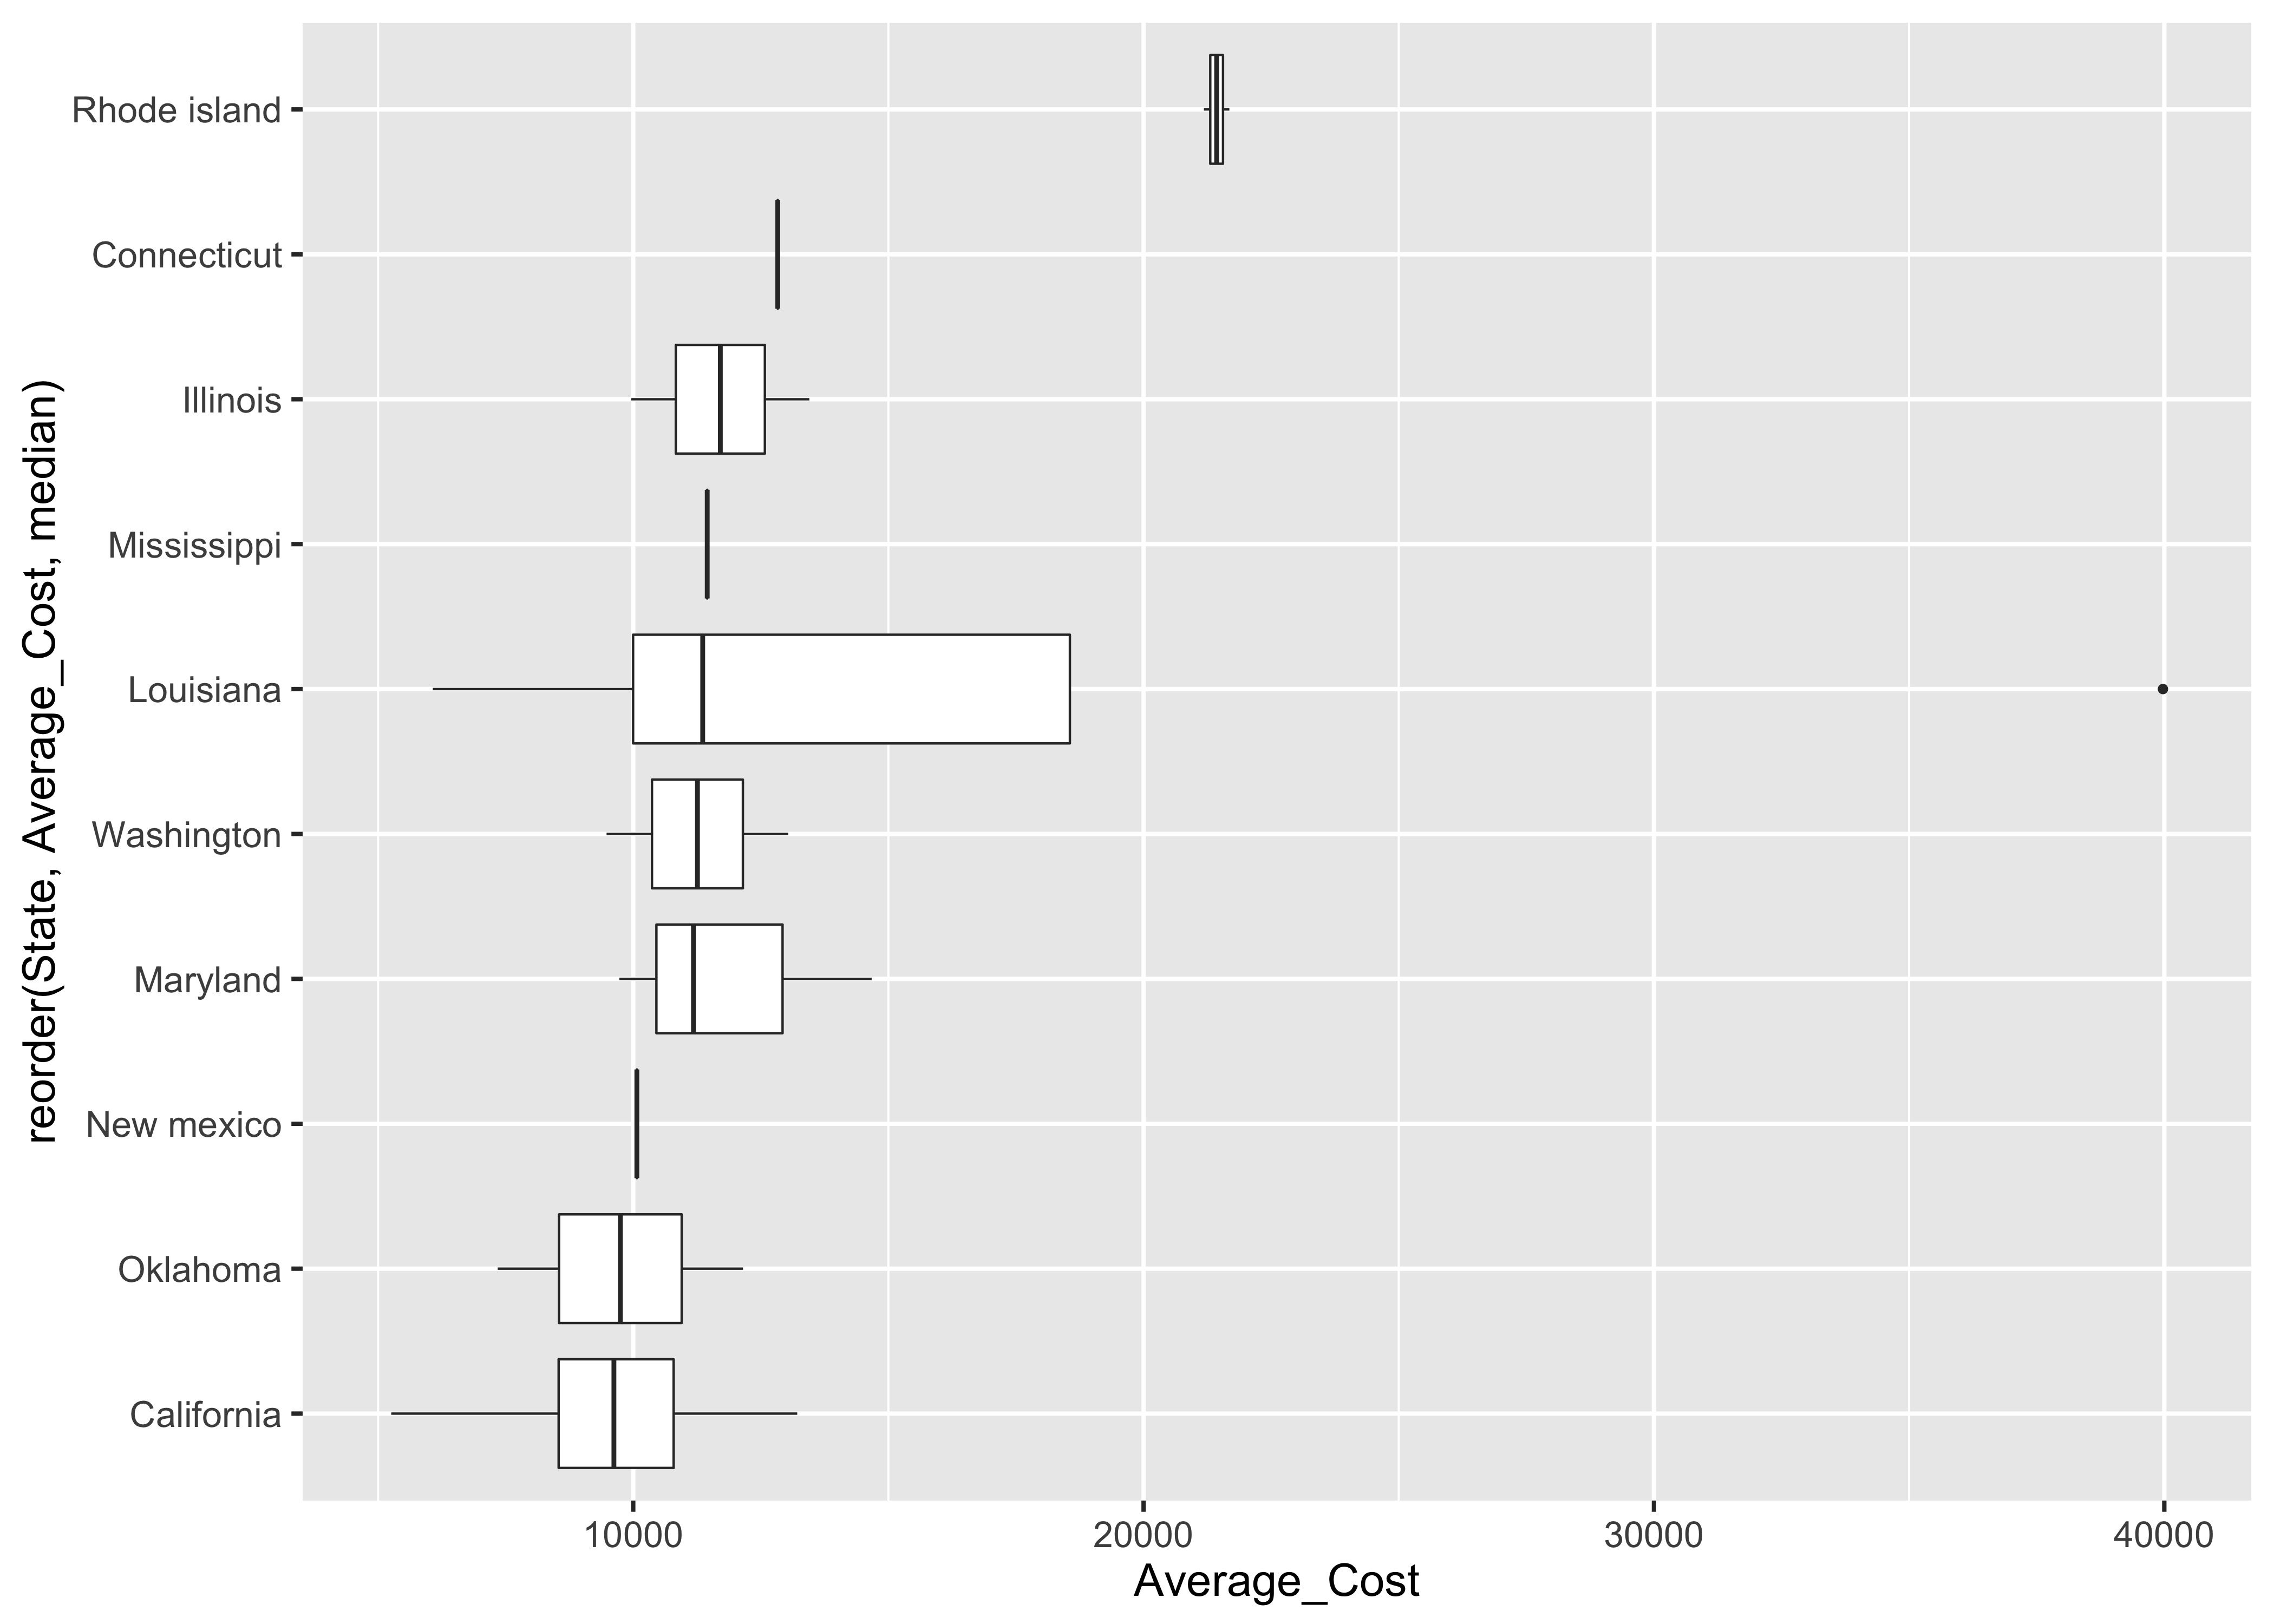 reorder(State, Average_Cost, median)
Rhode island
Connecticut
Illinois
Mississippi
Louisiana
Washington
Maryland
New mexico
Oklahoma
California
10000 20000 30000 40000
Average_Cost